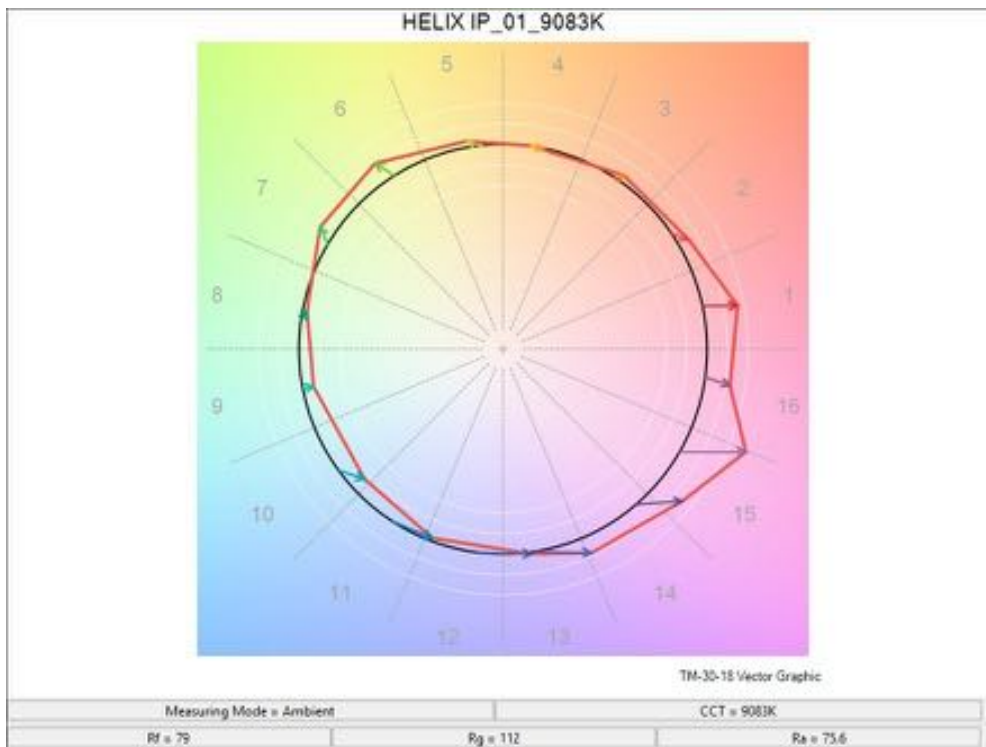 HELIX IP_01_9083K
5 4
6 3
7 2
8 1
9 16
10 15
11 14
12 13
TM-30-18 Vector Graphic
Measuring Mode = Ambient CCT = 9083K
Rf = 79 Rg = 112 Ra = 75.6